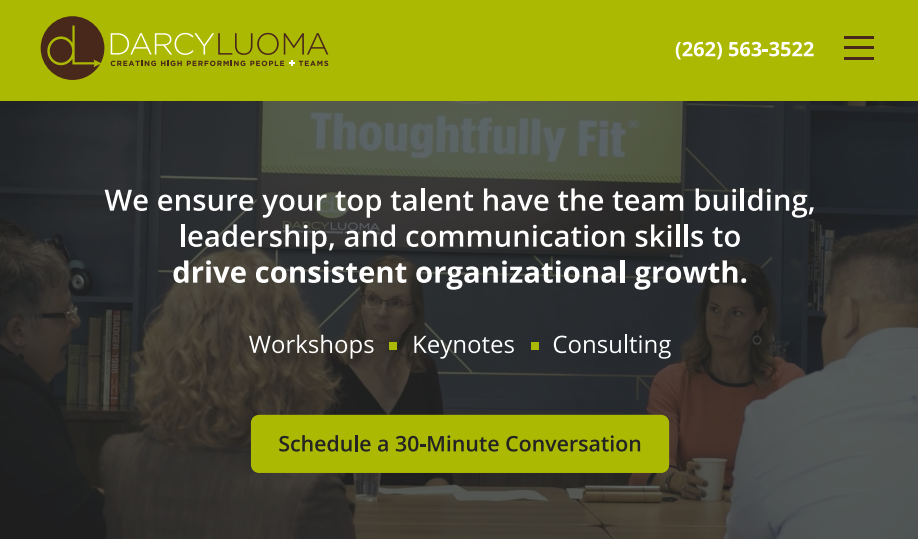 dL
DARCYLUOMA
CREATING HIGH PERFORMING PEOPLE + TEAMS
(262) 563-3522
Thoughtfully Fit
DARCYLUOMA
We ensure your top talent have the team building,
leadership, and communication skills to
drive consistent organizational growth.
Workshops ▪ Keynotes ▪ Consulting
Schedule a 30-Minute Conversation